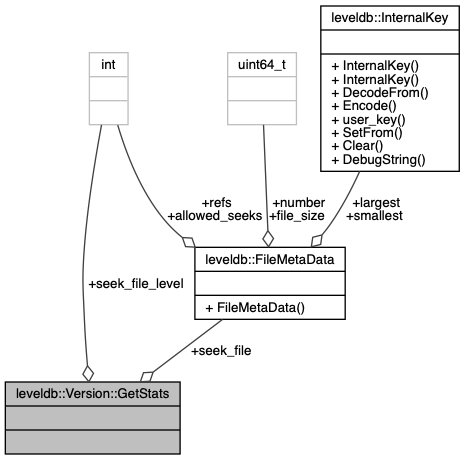 leveldb::InternalKey
+ InternalKey()
+ InternalKey()
+ DecodeFrom()
+ Encode()
+ user_key()
+ SetFrom()
+ Clear()
+ DebugString()
int
uint64_t
+refs
+allowed_seeks
+number
+file_size
+largest
+smallest
leveldb::FileMetaData
+ FileMetaData()
+seek_file_level
+seek_file
leveldb::Version::GetStats